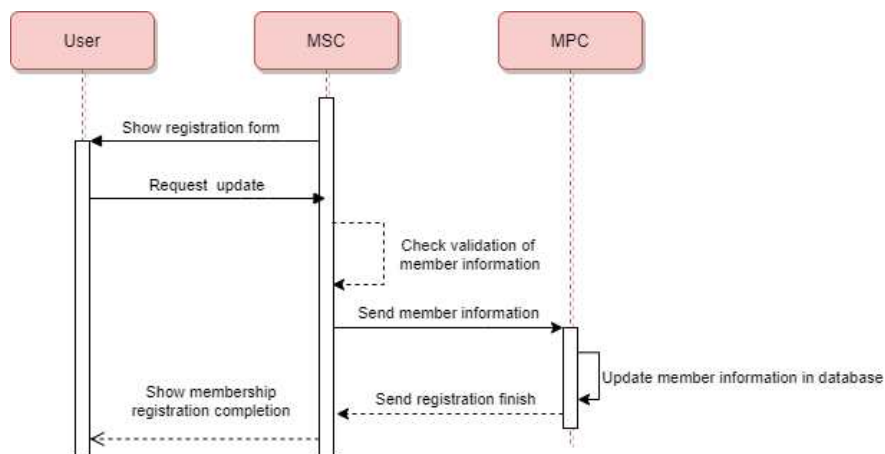 User
MSC
MPC
Show registration form
Request update
Check validation of
member information
Send member information
Update member information in database
Show membership
registration completion
Send registration finish